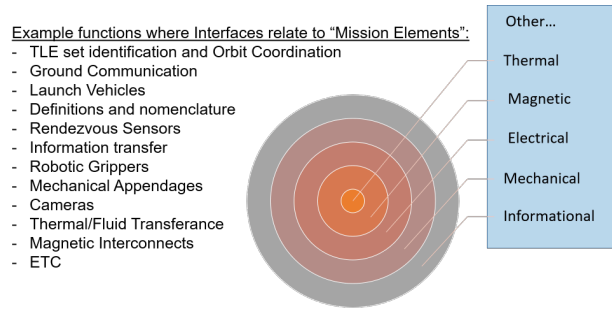 Example functions where Interfaces relate to “Mission Elements”:
- TLE set identification and Orbit Coordination
- Ground Communication
- Launch Vehicles
- Definitions and nomenclature
- Rendezvous Sensors
- Information transfer
- Robotic Grippers
- Mechanical Appendages
- Cameras
- Thermal/Fluid Transferance
- Magnetic Interconnects
- ETC
Other...
Thermal
Magnetic
Electrical
Mechanical
Informational